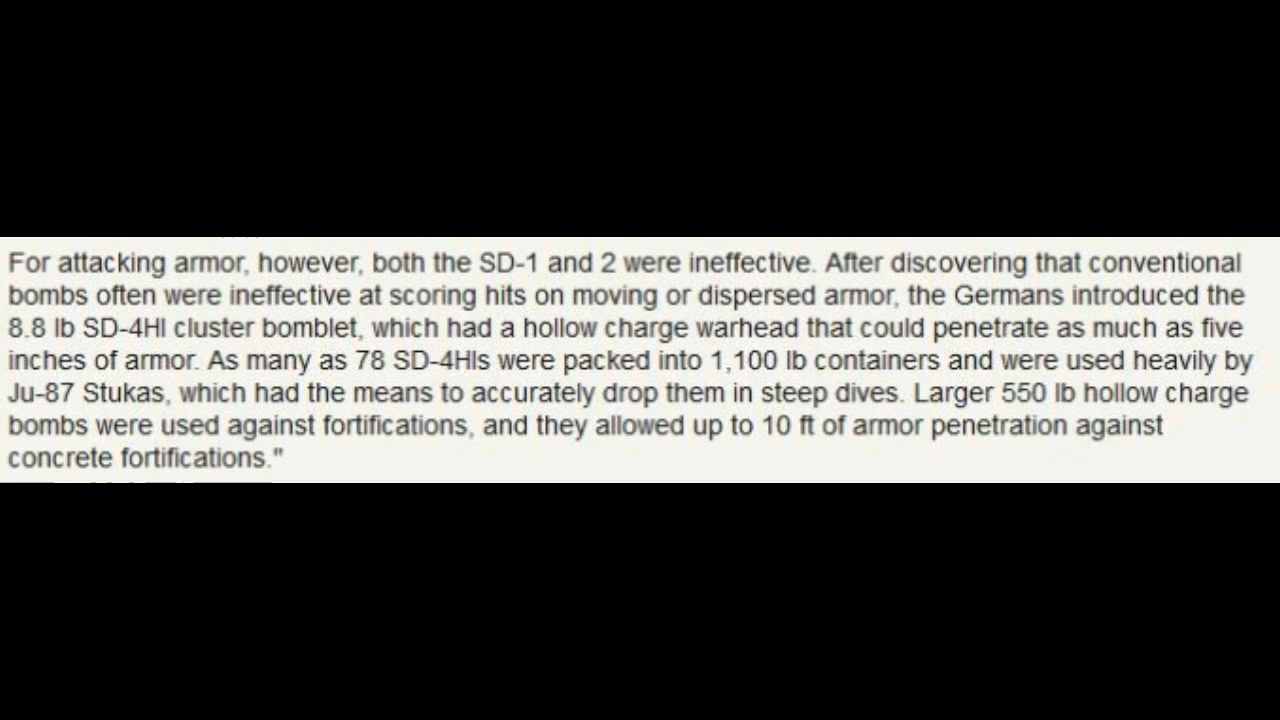 For attacking armor, however, both the SD-1 and 2 were ineffective. After discovering that conventional
bombs often were ineffective at scoring hits on moving or dispersed armor, the Germans introduced the
8.8 lb SD-4Hl cluster bomblet, which had a hollow charge warhead that could penetrate as much as five
inches of armor. As many as 78 SD-4Hls were packed into 1,100 lb containers and were used heavily by
Ju-87 Stukas, which had the means to accurately drop them in steep dives. Larger 550 lb hollow charge
bombs were used against fortifications, and they allowed up to 10 ft of armor penetration against
concrete fortifications."